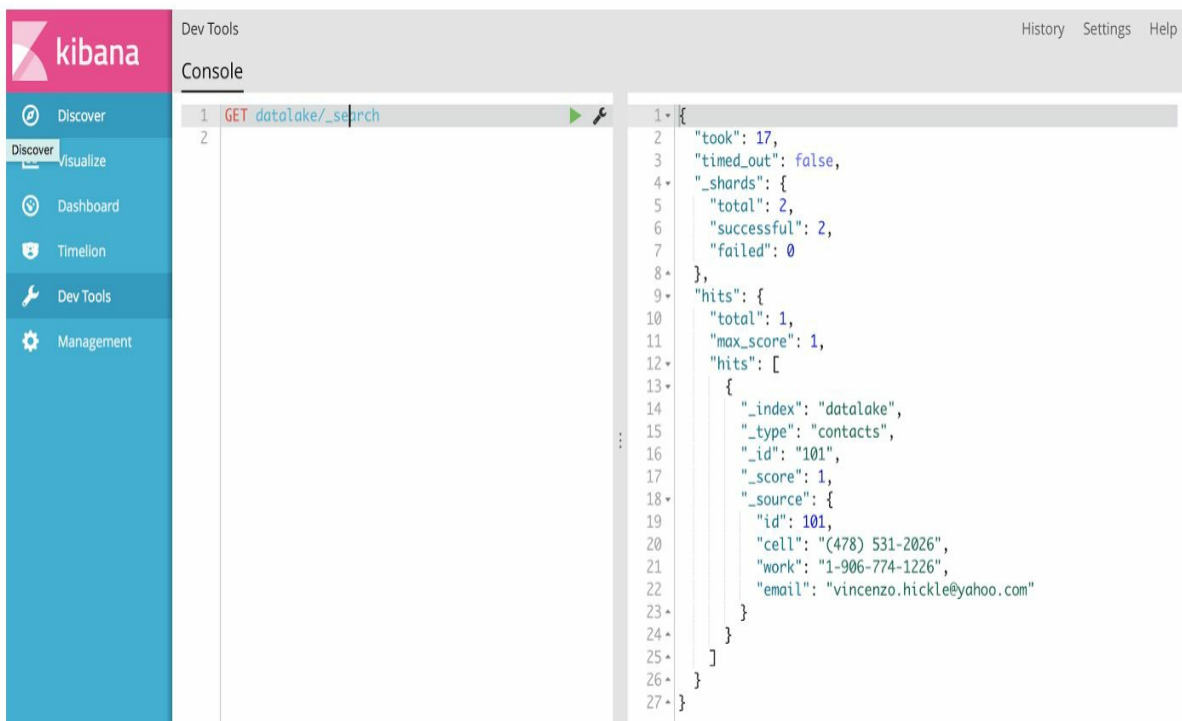 kibana
Discover
Discover
Visualize
Dashboard
Timelion
Dev Tools
Management
Dev Tools
History Settings Help
Console
1 GET datalake/_search
2
1 {
2 "took": 17,
3 "timed_out": false,
4 "_shards": {
5 "total": 2,
6 "successful": 2,
7 "failed": 0
8 },
9 "hits": {
10 "total": 1,
11 "max_score": 1,
12 "hits": [
13 {
14 "_index": "datalake",
15 "_type": "contacts",
16 "_id": "101",
17 "_score": 1,
18 "_source": {
19 "id": 101,
20 "cell": "(478) 531-2026",
21 "work": "1-906-774-1226",
22 "email": "vincenzo.hickle@yahoo.com"
23 }
24 }
25 ]
26 }
27 }